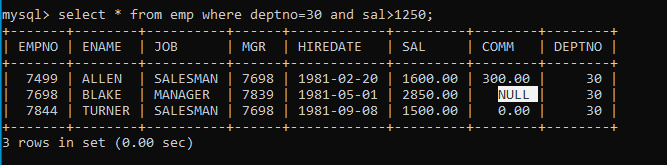 mysql> select * from emp where deptno=30 and sal>1250;
+-------+--------+----------+------+------------+---------+--------+--------+
| EMPNO | ENAME  | JOB      | MGR  | HIREDATE   | SAL     | COMM   | DEPTNO |
+-------+--------+----------+------+------------+---------+--------+--------+
|  7499 | ALLEN  | SALESMAN | 7698 | 1981-02-20 | 1600.00 | 300.00 |     30 |
|  7698 | BLAKE  | MANAGER  | 7839 | 1981-05-01 | 2850.00 |   NULL |     30 |
|  7844 | TURNER | SALESMAN | 7698 | 1981-09-08 | 1500.00 |   0.00 |     30 |
+-------+--------+----------+------+------------+---------+--------+--------+
3 rows in set (0.00 sec)